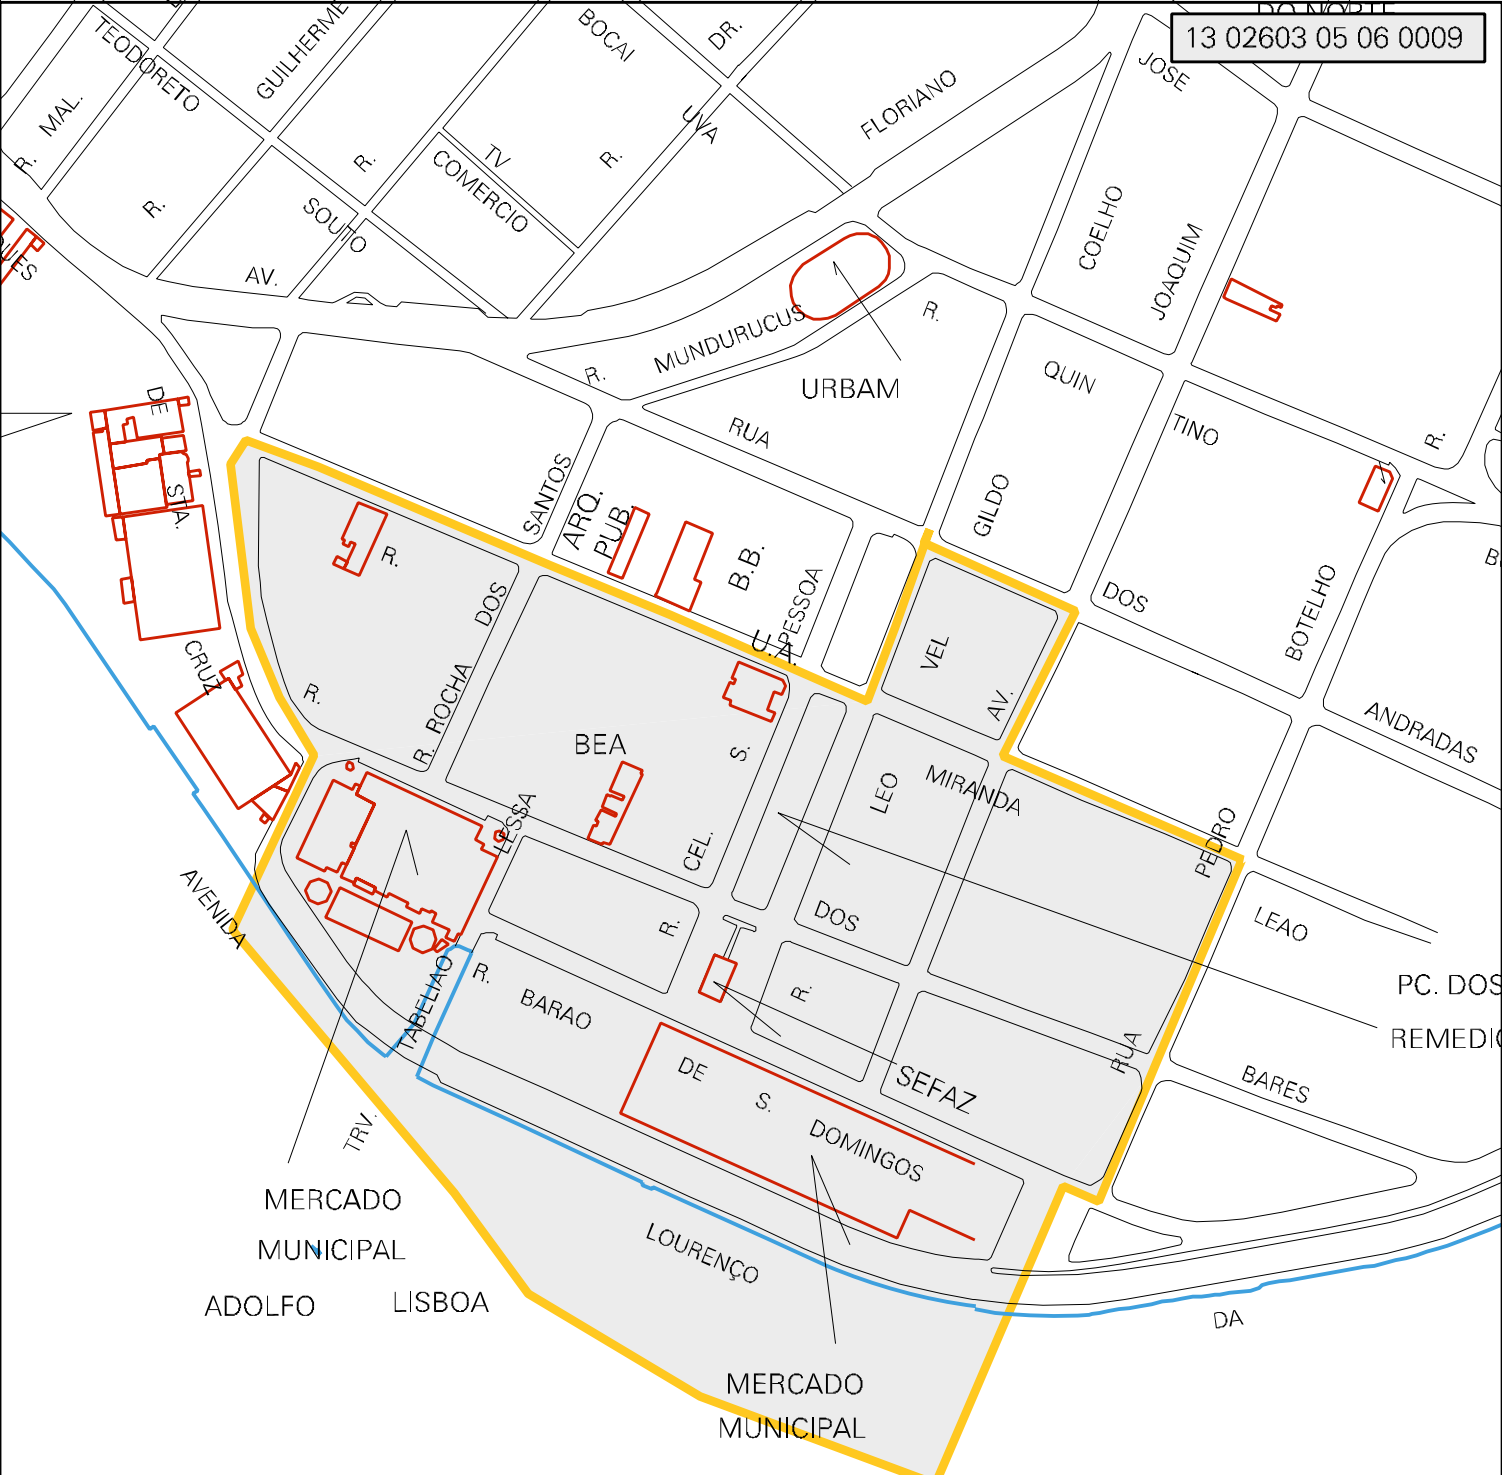 DO NORTE
13 02603 05 06 0009
TEODORETO
GUILHERME
BOCAI
DR.
JOSE
MAL.
FLORIANO
UVA
R.
R.
TV
R.
COMERCIO
R.
SOUTO
COELHO
JOAQUIM
AV.
R.
MUNDURUCUS
R.
URBAM
QUIN
DE
RUA
TINO
R.
SANTOS
ARQ.
PUB.
GILDO
STA.
B.B.
R.
DOS
PESSOA
DOS
BOTELHO
U.A.
VEL
CRUZ
R.
ROCHA
AV.
ANDRADAS
R.
BEA
S.
LEO
MIRANDA
LESSA
CEL.
PEDRO
AVENIDA
DOS
LEAO
R.
TABELIAO
R.
BARAO
R.
PC. DOS
REMEDIO
RUA
DE
SEFAZ
BARES
S.
TRV.
DOMINGOS
MERCADO
MUNICIPAL
ADOLFO
LISBOA
LOURENÇO
DA
MERCADO
MUNICIPAL